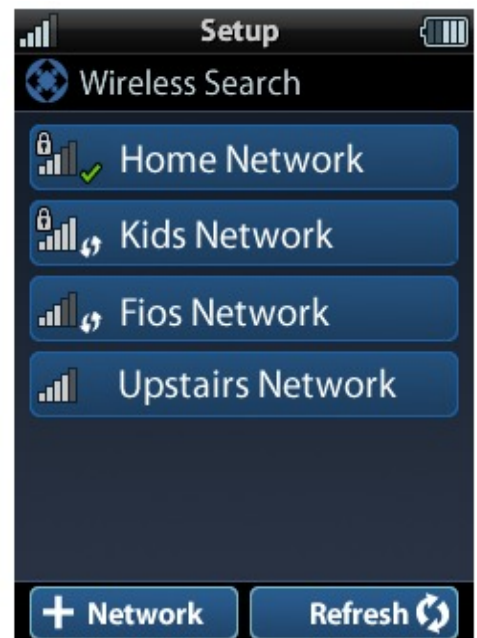 Setup
Wireless Search
Home Network
Kids Network
Fios Network
Upstairs Network
+ Network
Refresh